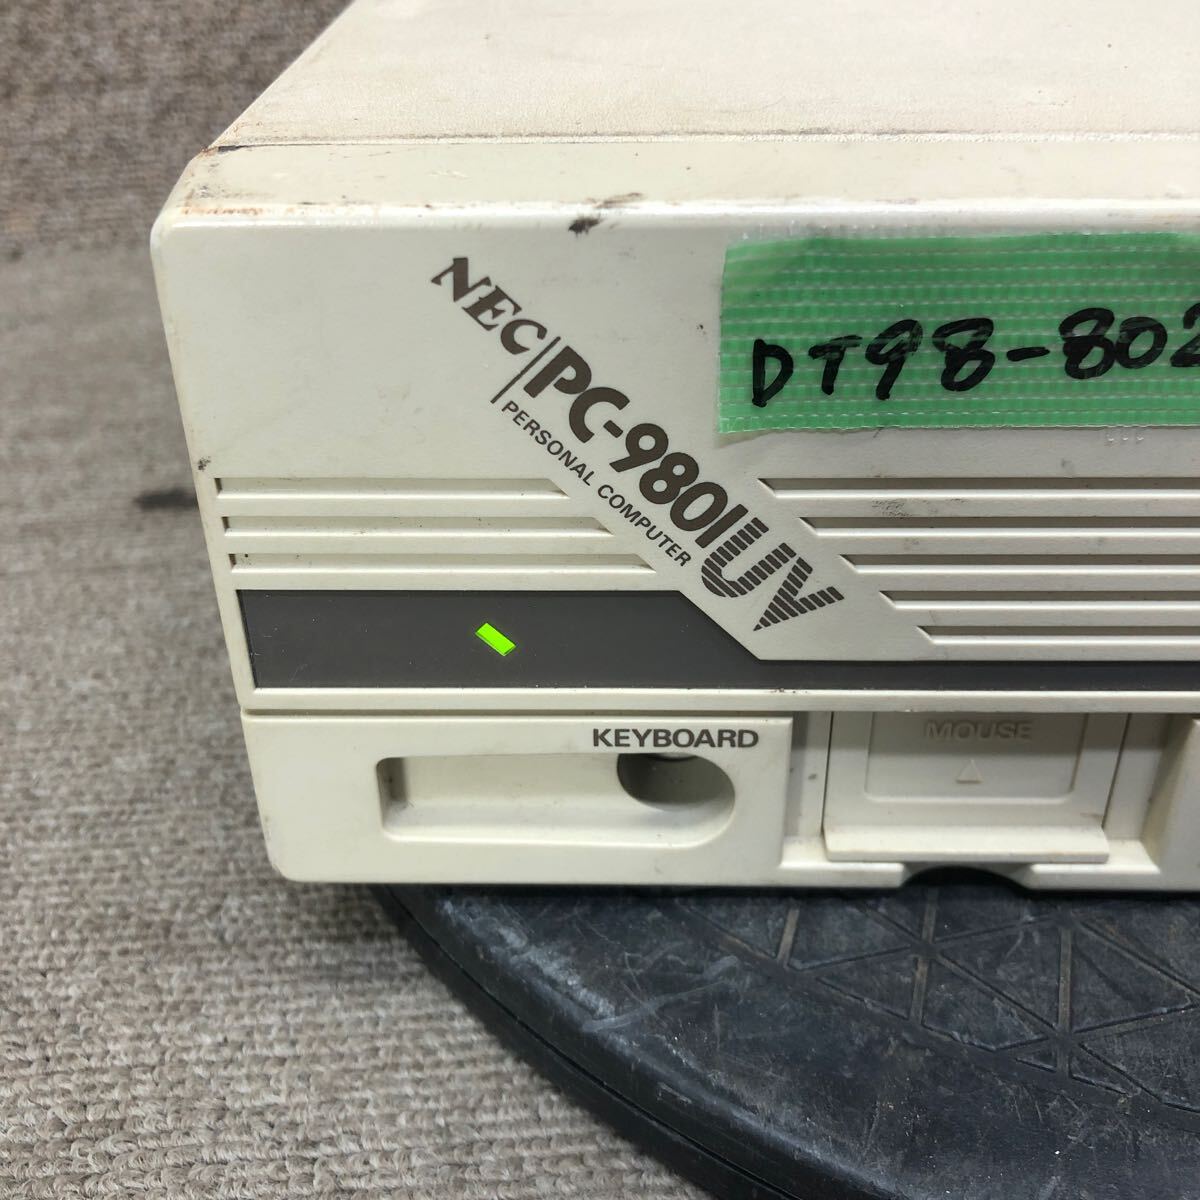 NEC PC-9801UV
PERSONAL COMPUTER
DT98-802
KEYBOARD
MOUSE